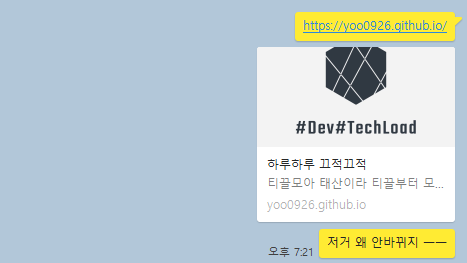 https://yoo0926.github.io/
#Dev#TechLoad
하루하루 끄적끄적
티끌모아 태산이라 티끌부터 모...
yoo0926.github.io
저거 왜 안바뀌지 ㅡㅡ
오후 7:21